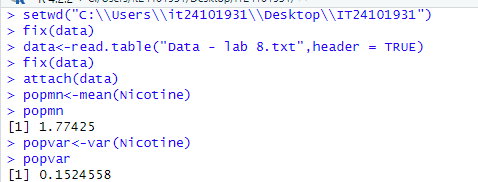 > setwd("C:\\Users\\it24101931\\Desktop\\IT24101931")
> fix(data)
> data<-read.table("Data - lab 8.txt",header = TRUE)
> fix(data)
> attach(data)
> popmn<-mean(Nicotine)
> popmn
[1] 1.77425
> popvar<-var(Nicotine)
> popvar
[1] 0.1524558